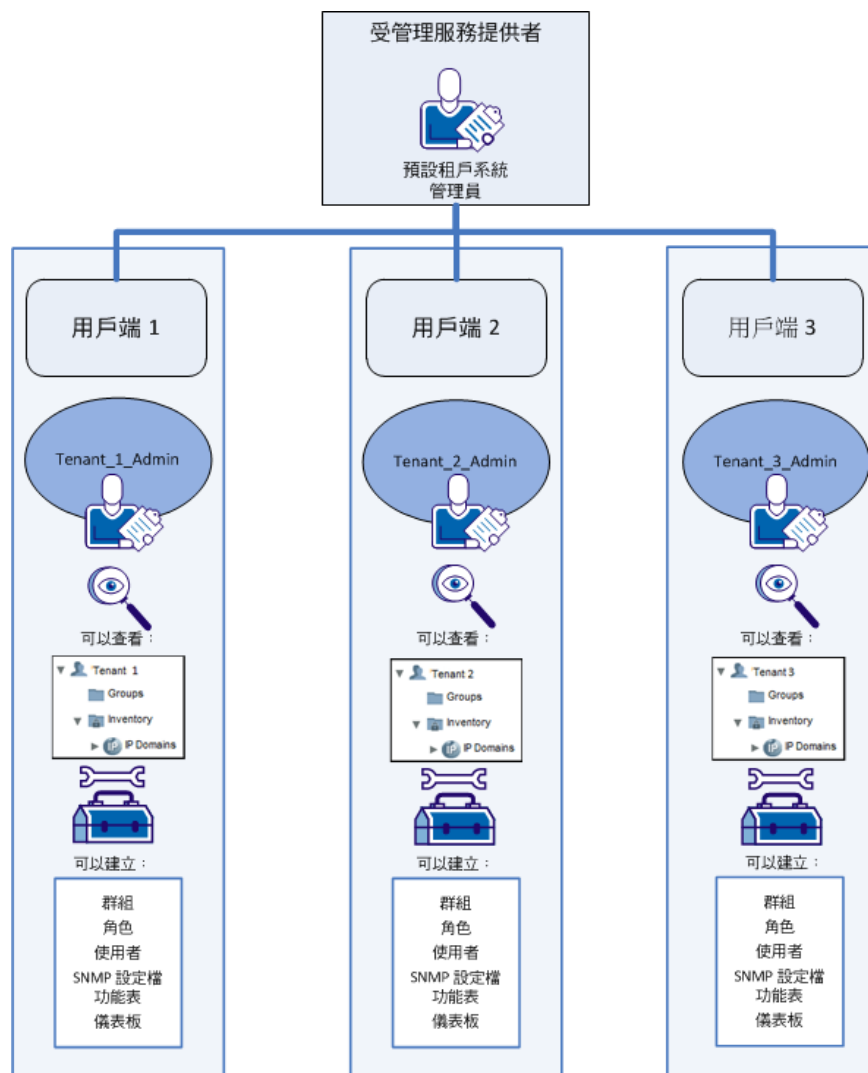 受管理服務提供者
預設租戶系統
管理員
用戶端 1
Tenant_1_Admin
可以查看：
Tenant 1
Groups
Inventory
IP Domains
可以建立：
群組
角色
使用者
SNMP 設定檔
功能表
儀表板
用戶端 2
Tenant_2_Admin
可以查看：
Tenant 2
Groups
Inventory
IP Domains
可以建立：
群組
角色
使用者
SNMP 設定檔
功能表
儀表板
用戶端 3
Tenant_3_Admin
可以查看：
Tenant 3
Groups
Inventory
IP Domains
可以建立：
群組
角色
使用者
SNMP 設定檔
功能表
儀表板